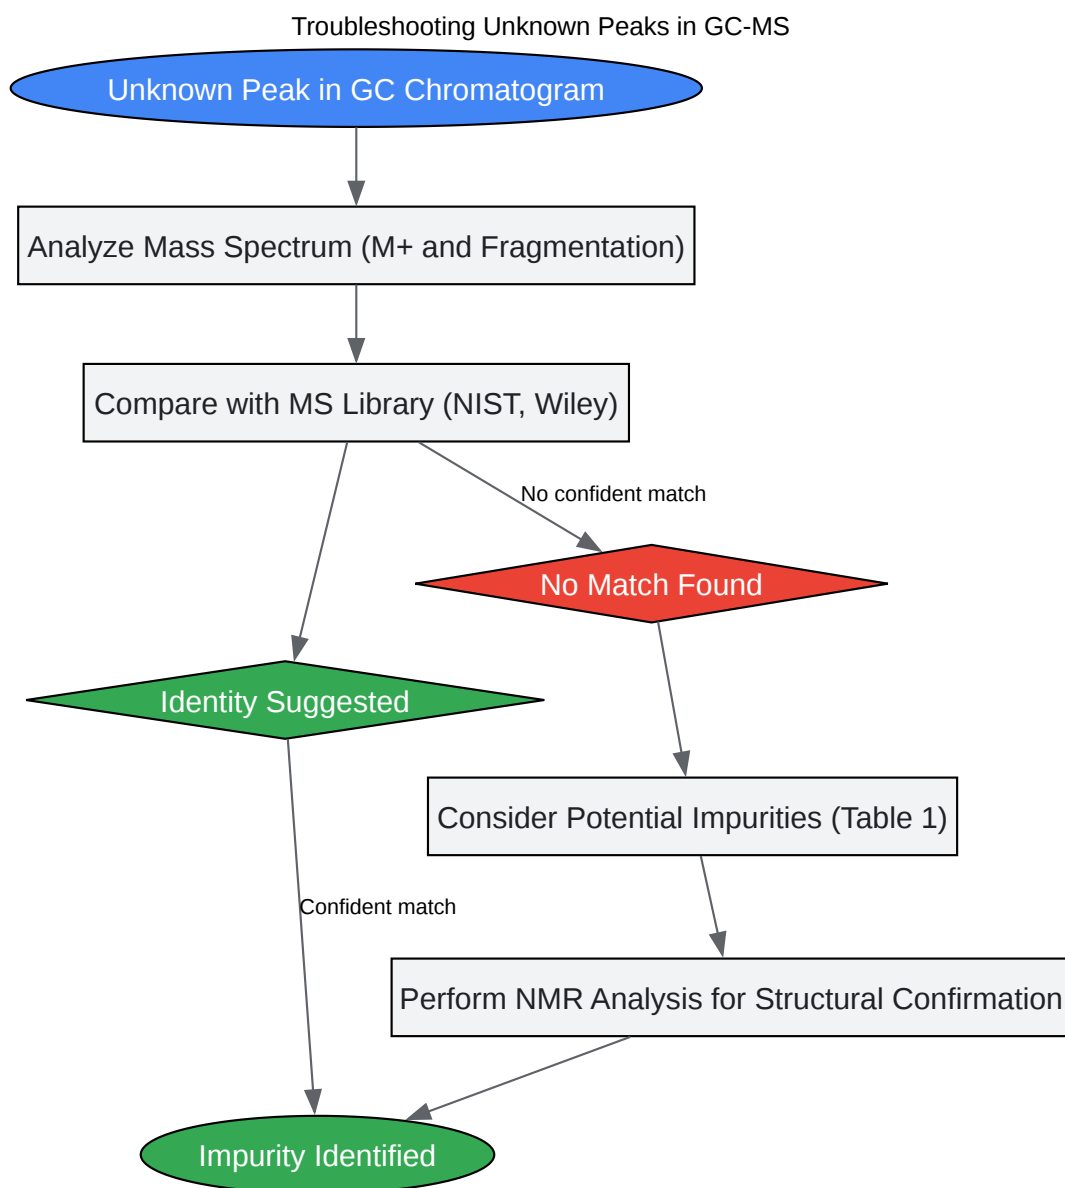 Troubleshooting Unknown Peaks in GC-MS
Unknown Peak in GC Chromatogram
Analyze Mass Spectrum (M+ and Fragmentation)
Compare with MS Library (NIST, Wiley)
No confident match
No Match Found
Identity Suggested
Consider Potential Impurities (Table 1)
Confident match
Perform NMR Analysis for Structural Confirmation
Impurity Identified